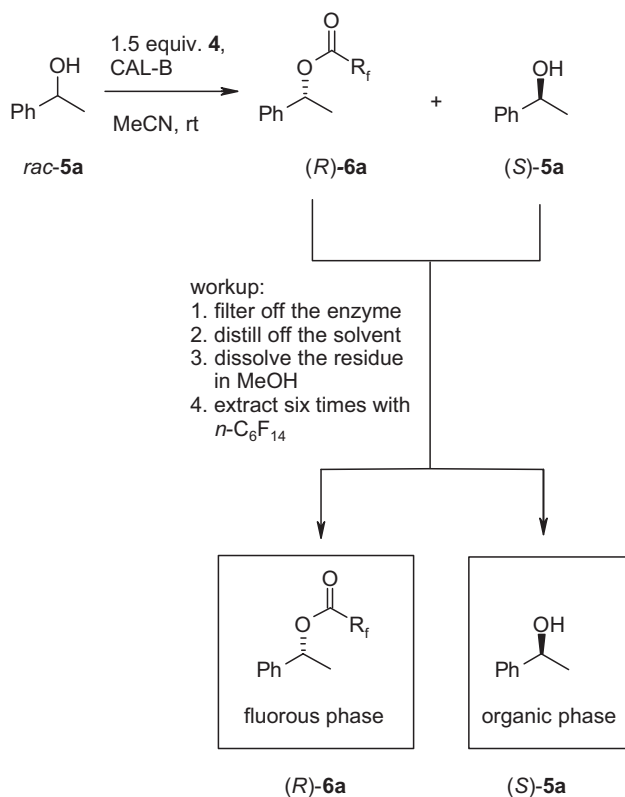 OH
Ph
rac-5a
1.5 equiv. 4,
CAL-B
MeCN, rt
O
O
Rf
Ph
(R)-6a
+
OH
Ph
(S)-5a
workup:
1. filter off the enzyme
2. distill off the solvent
3. dissolve the residue
in MeOH
4. extract six times with
n-C6F14
O
O
Rf
Ph
fluorous phase
(R)-6a
OH
Ph
organic phase
(S)-5a